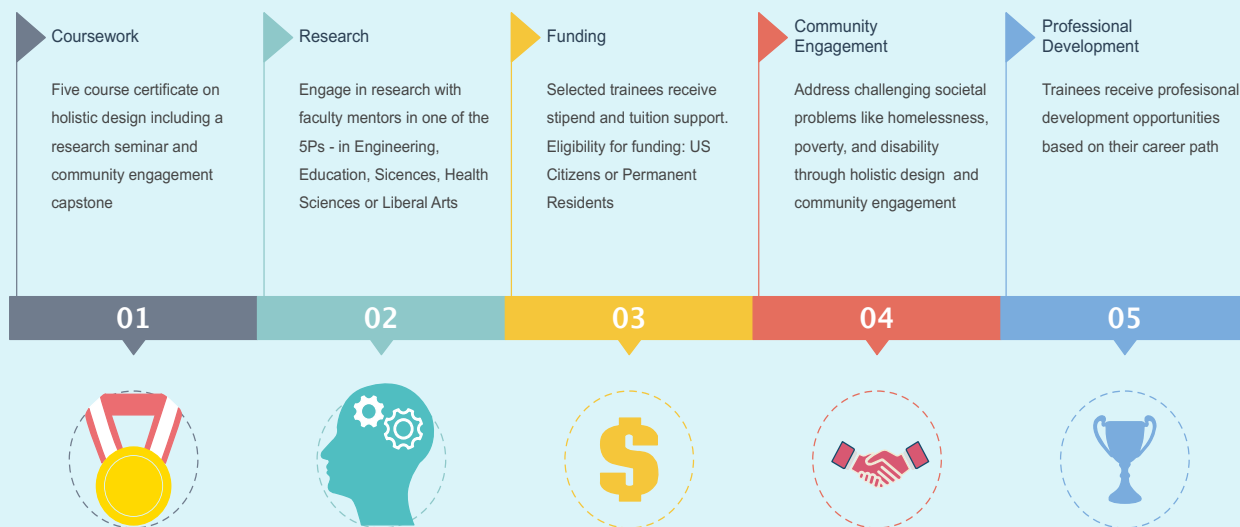 Coursework
Five course certificate on
holistic design including a
research seminar and
community engagement
capstone
Research
Engage in research with
faculty mentors in one of the
5Ps - in Engineering,
Education, Sicences, Health
Sciences or Liberal Arts
Funding
Selected trainees receive
stipend and tuition support.
Eligibility for funding: US
Citizens or Permanent
Residents
Community
Engagement
Address challenging societal
problems like homelessness,
poverty, and disability
through holistic design and
community engagement
Professional
Development
Trainees receive profesisonal
development opportunities
based on their career path
01
02
03
04
05
$